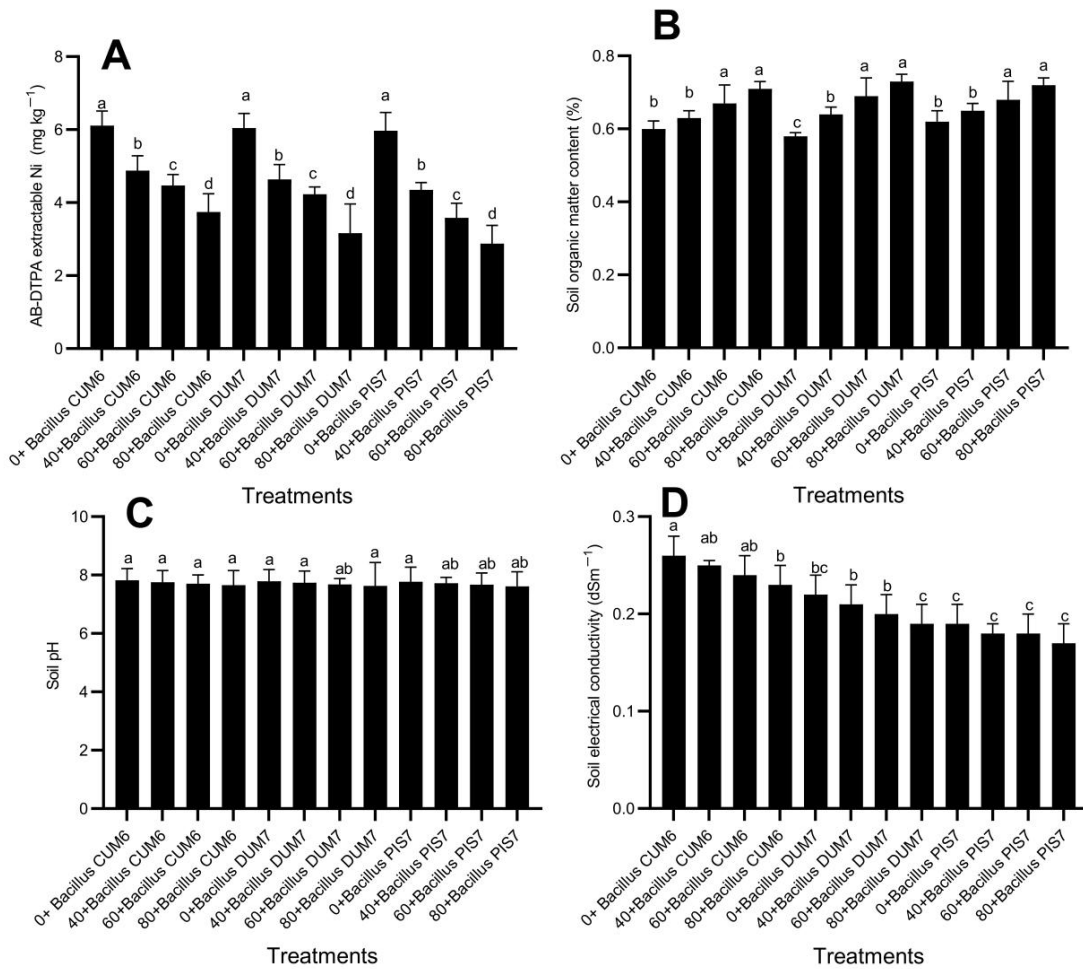 A
AB-DTPA extractable Ni (mg kg⁻¹)
8
6
4
2
0
a
b
c
d
a
b
c
d
a
b
c
d
0+ Bacillus CUM6
40+Bacillus CUM6
60+Bacillus CUM6
80+Bacillus CUM6
0+Bacillus DUM7
40+Bacillus DUM7
60+Bacillus DUM7
80+Bacillus DUM7
0+Bacillus PIS7
40+Bacillus PIS7
60+Bacillus PIS7
80+Bacillus PIS7
Treatments
B
Soil organic matter content (%)
0.8
0.6
0.4
0.2
0.0
b
b
a
a
c
b
a
a
b
b
a
a
0+ Bacillus CUM6
40+Bacillus CUM6
60+Bacillus CUM6
80+Bacillus CUM6
0+Bacillus DUM7
40+Bacillus DUM7
60+Bacillus DUM7
80+Bacillus DUM7
0+Bacillus PIS7
40+Bacillus PIS7
60+Bacillus PIS7
80+Bacillus PIS7
Treatments
C
Soil pH
10
8
6
4
2
0
a
a
a
a
a
a
ab
a
a
ab
ab
ab
0+ Bacillus CUM6
40+Bacillus CUM6
60+Bacillus CUM6
80+Bacillus CUM6
0+Bacillus DUM7
40+Bacillus DUM7
60+Bacillus DUM7
80+Bacillus DUM7
0+Bacillus PIS7
40+Bacillus PIS7
60+Bacillus PIS7
80+Bacillus PIS7
Treatments
D
Soil electrical conductivity (dSm⁻¹)
0.3
0.2
0.1
0.0
a
ab
ab
b
bc
b
b
c
c
c
c
c
0+ Bacillus CUM6
40+Bacillus CUM6
60+Bacillus CUM6
80+Bacillus CUM6
0+Bacillus DUM7
40+Bacillus DUM7
60+Bacillus DUM7
80+Bacillus DUM7
0+Bacillus PIS7
40+Bacillus PIS7
60+Bacillus PIS7
80+Bacillus PIS7
Treatments